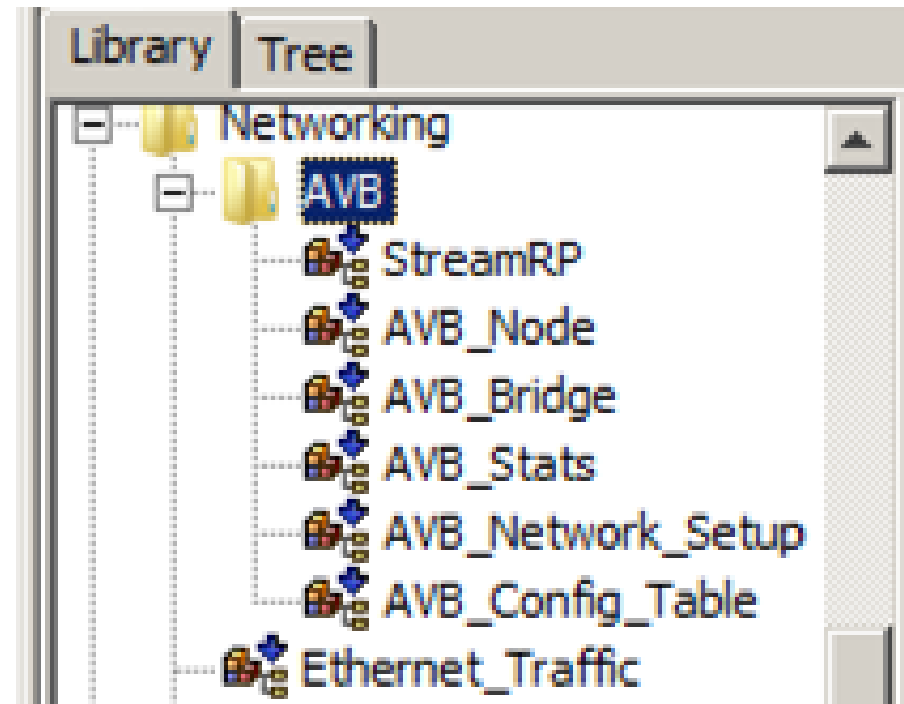 Library Tree
Networking
AVB
StreamRP
AVB_Node
AVB_Bridge
AVB_Stats
AVB_Network_Setup
AVB_Config_Table
Ethernet_Traffic